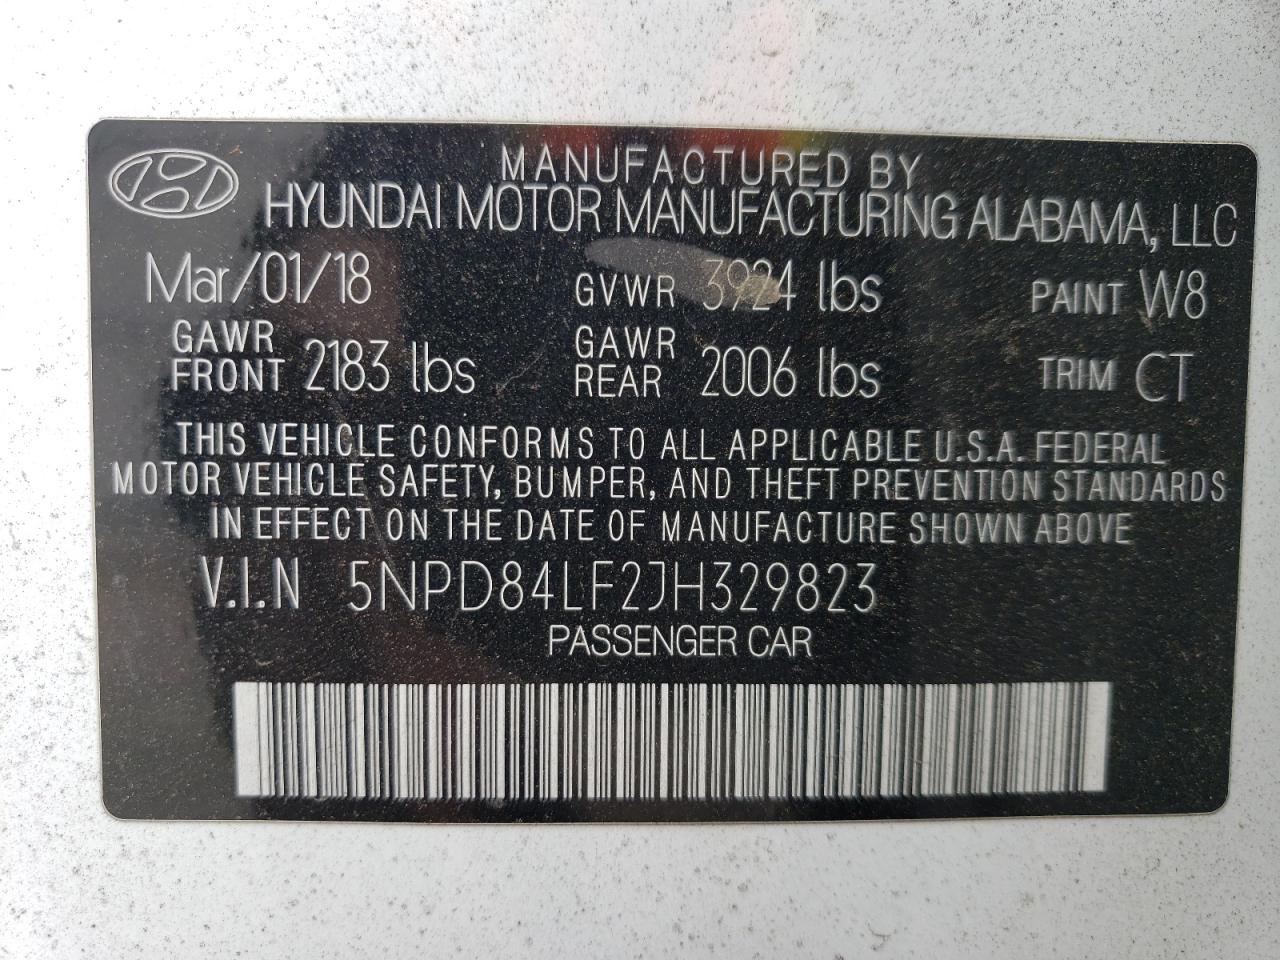 MANUFACTURED BY
HYUNDAI MOTOR MANUFACTURING ALABAMA, LLC
Mar/01/18 GVWR 3924 lbs PAINT W8
GAWR FRONT 2183 lbs GAWR REAR 2006 lbs TRIM CT
THIS VEHICLE CONFORMS TO ALL APPLICABLE U.S.A. FEDERAL
MOTOR VEHICLE SAFETY, BUMPER, AND THEFT PREVENTION STANDARDS
IN EFFECT ON THE DATE OF MANUFACTURE SHOWN ABOVE
V.I.N 5NPD84LF2JH329823
PASSENGER CAR